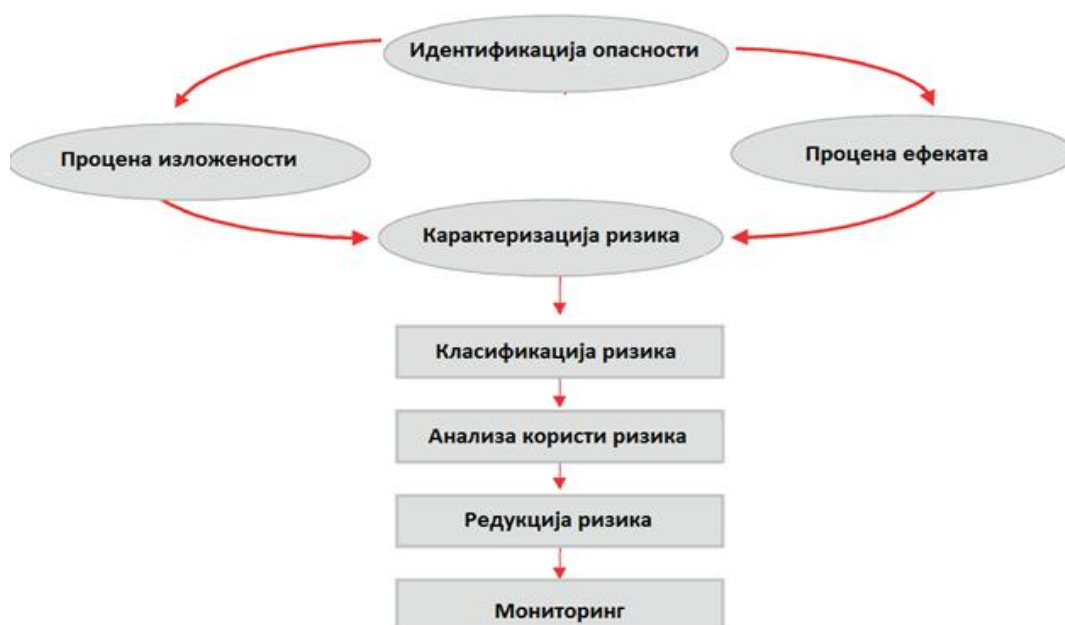 Идентификација опасности
Процена изложености
Процена ефеката
Карактеризација ризика
Класификација ризика
Анализа користи ризика
Редукција ризика
Мониторинг